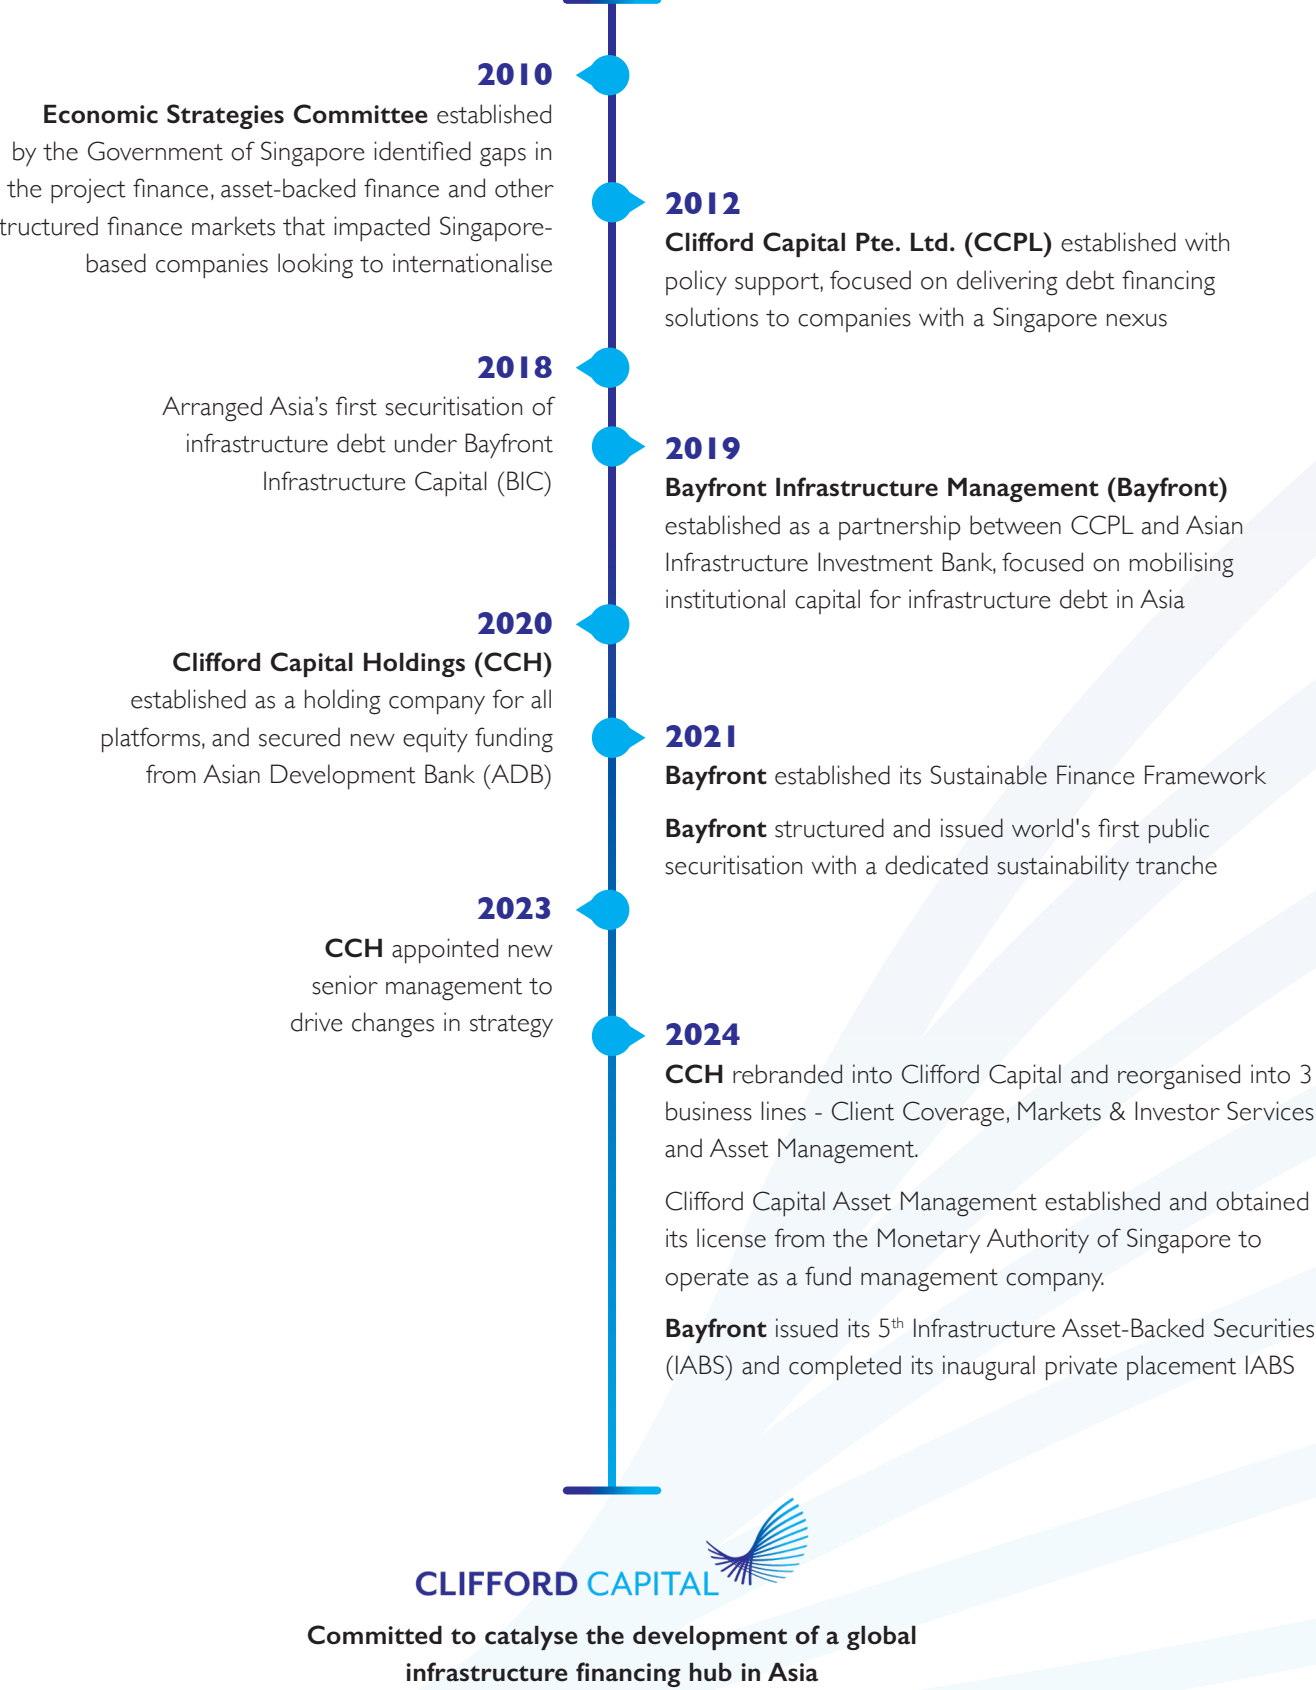 2010
Economic Strategies Committee established
by the Government of Singapore identified gaps in
the project finance, asset-backed finance and other
tructured finance markets that impacted Singapore-
based companies looking to internationalise
2012
Clifford Capital Pte. Ltd. (CCPL) established with
policy support, focused on delivering debt financing
solutions to companies with a Singapore nexus
2018
Arranged Asia's first securitisation of
infrastructure debt under Bayfront
Infrastructure Capital (BIC)
2019
Bayfront Infrastructure Management (Bayfront)
established as a partnership between CCPL and Asian
Infrastructure Investment Bank, focused on mobilising
institutional capital for infrastructure debt in Asia
2020
Clifford Capital Holdings (CCH)
established as a holding company for all
platforms, and secured new equity funding
from Asian Development Bank (ADB)
2021
Bayfront established its Sustainable Finance Framework
Bayfront structured and issued world's first public
securitisation with a dedicated sustainability tranche
2023
CCH appointed new
senior management to
drive changes in strategy
2024
CCH rebranded into Clifford Capital and reorganised into 3
business lines - Client Coverage, Markets & Investor Services
and Asset Management.
Clifford Capital Asset Management established and obtained
its license from the Monetary Authority of Singapore to
operate as a fund management company.
Bayfront issued its 5th Infrastructure Asset-Backed Securities
(IABS) and completed its inaugural private placement IABS
CLIFFORD CAPITAL
Committed to catalyse the development of a global
infrastructure financing hub in Asia